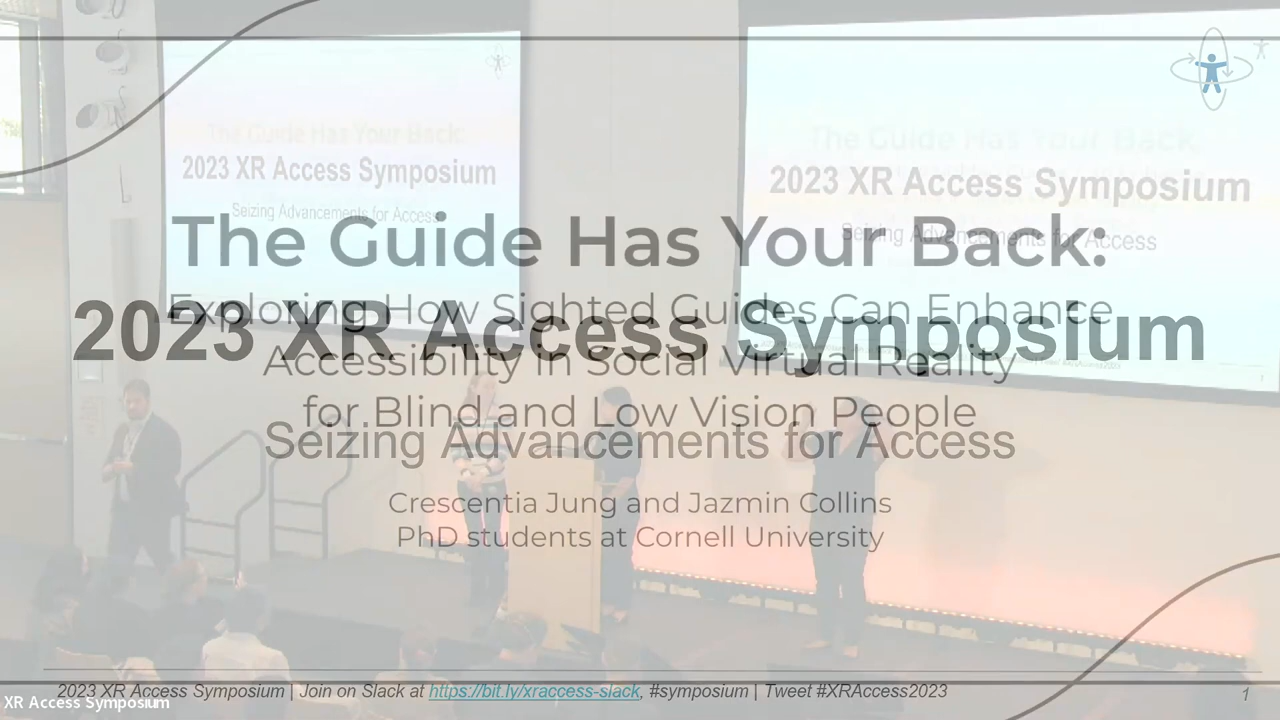 The Guide Has Your Back:
2023 XR Access Symposium
Seizing Advancements for Access
The Guide Has Your Back:
2023 XR Access Symposium
Seizing Advancements for Access
The Guide Has Your Back:
Exploring How Sighted Guides Can Enhance
2023 XR Access Symposium
Accessibility in Social Virtual Reality
for Blind and Low Vision People
Seizing Advancements for Access
Crescentia Jung and Jazmin Collins
PhD students at Cornell University
2023 XR Access Symposium | Join on Slack at https://bit.ly/xraccess-slack, #symposium | Tweet #XRAccess2023
1
XR Access Symposium